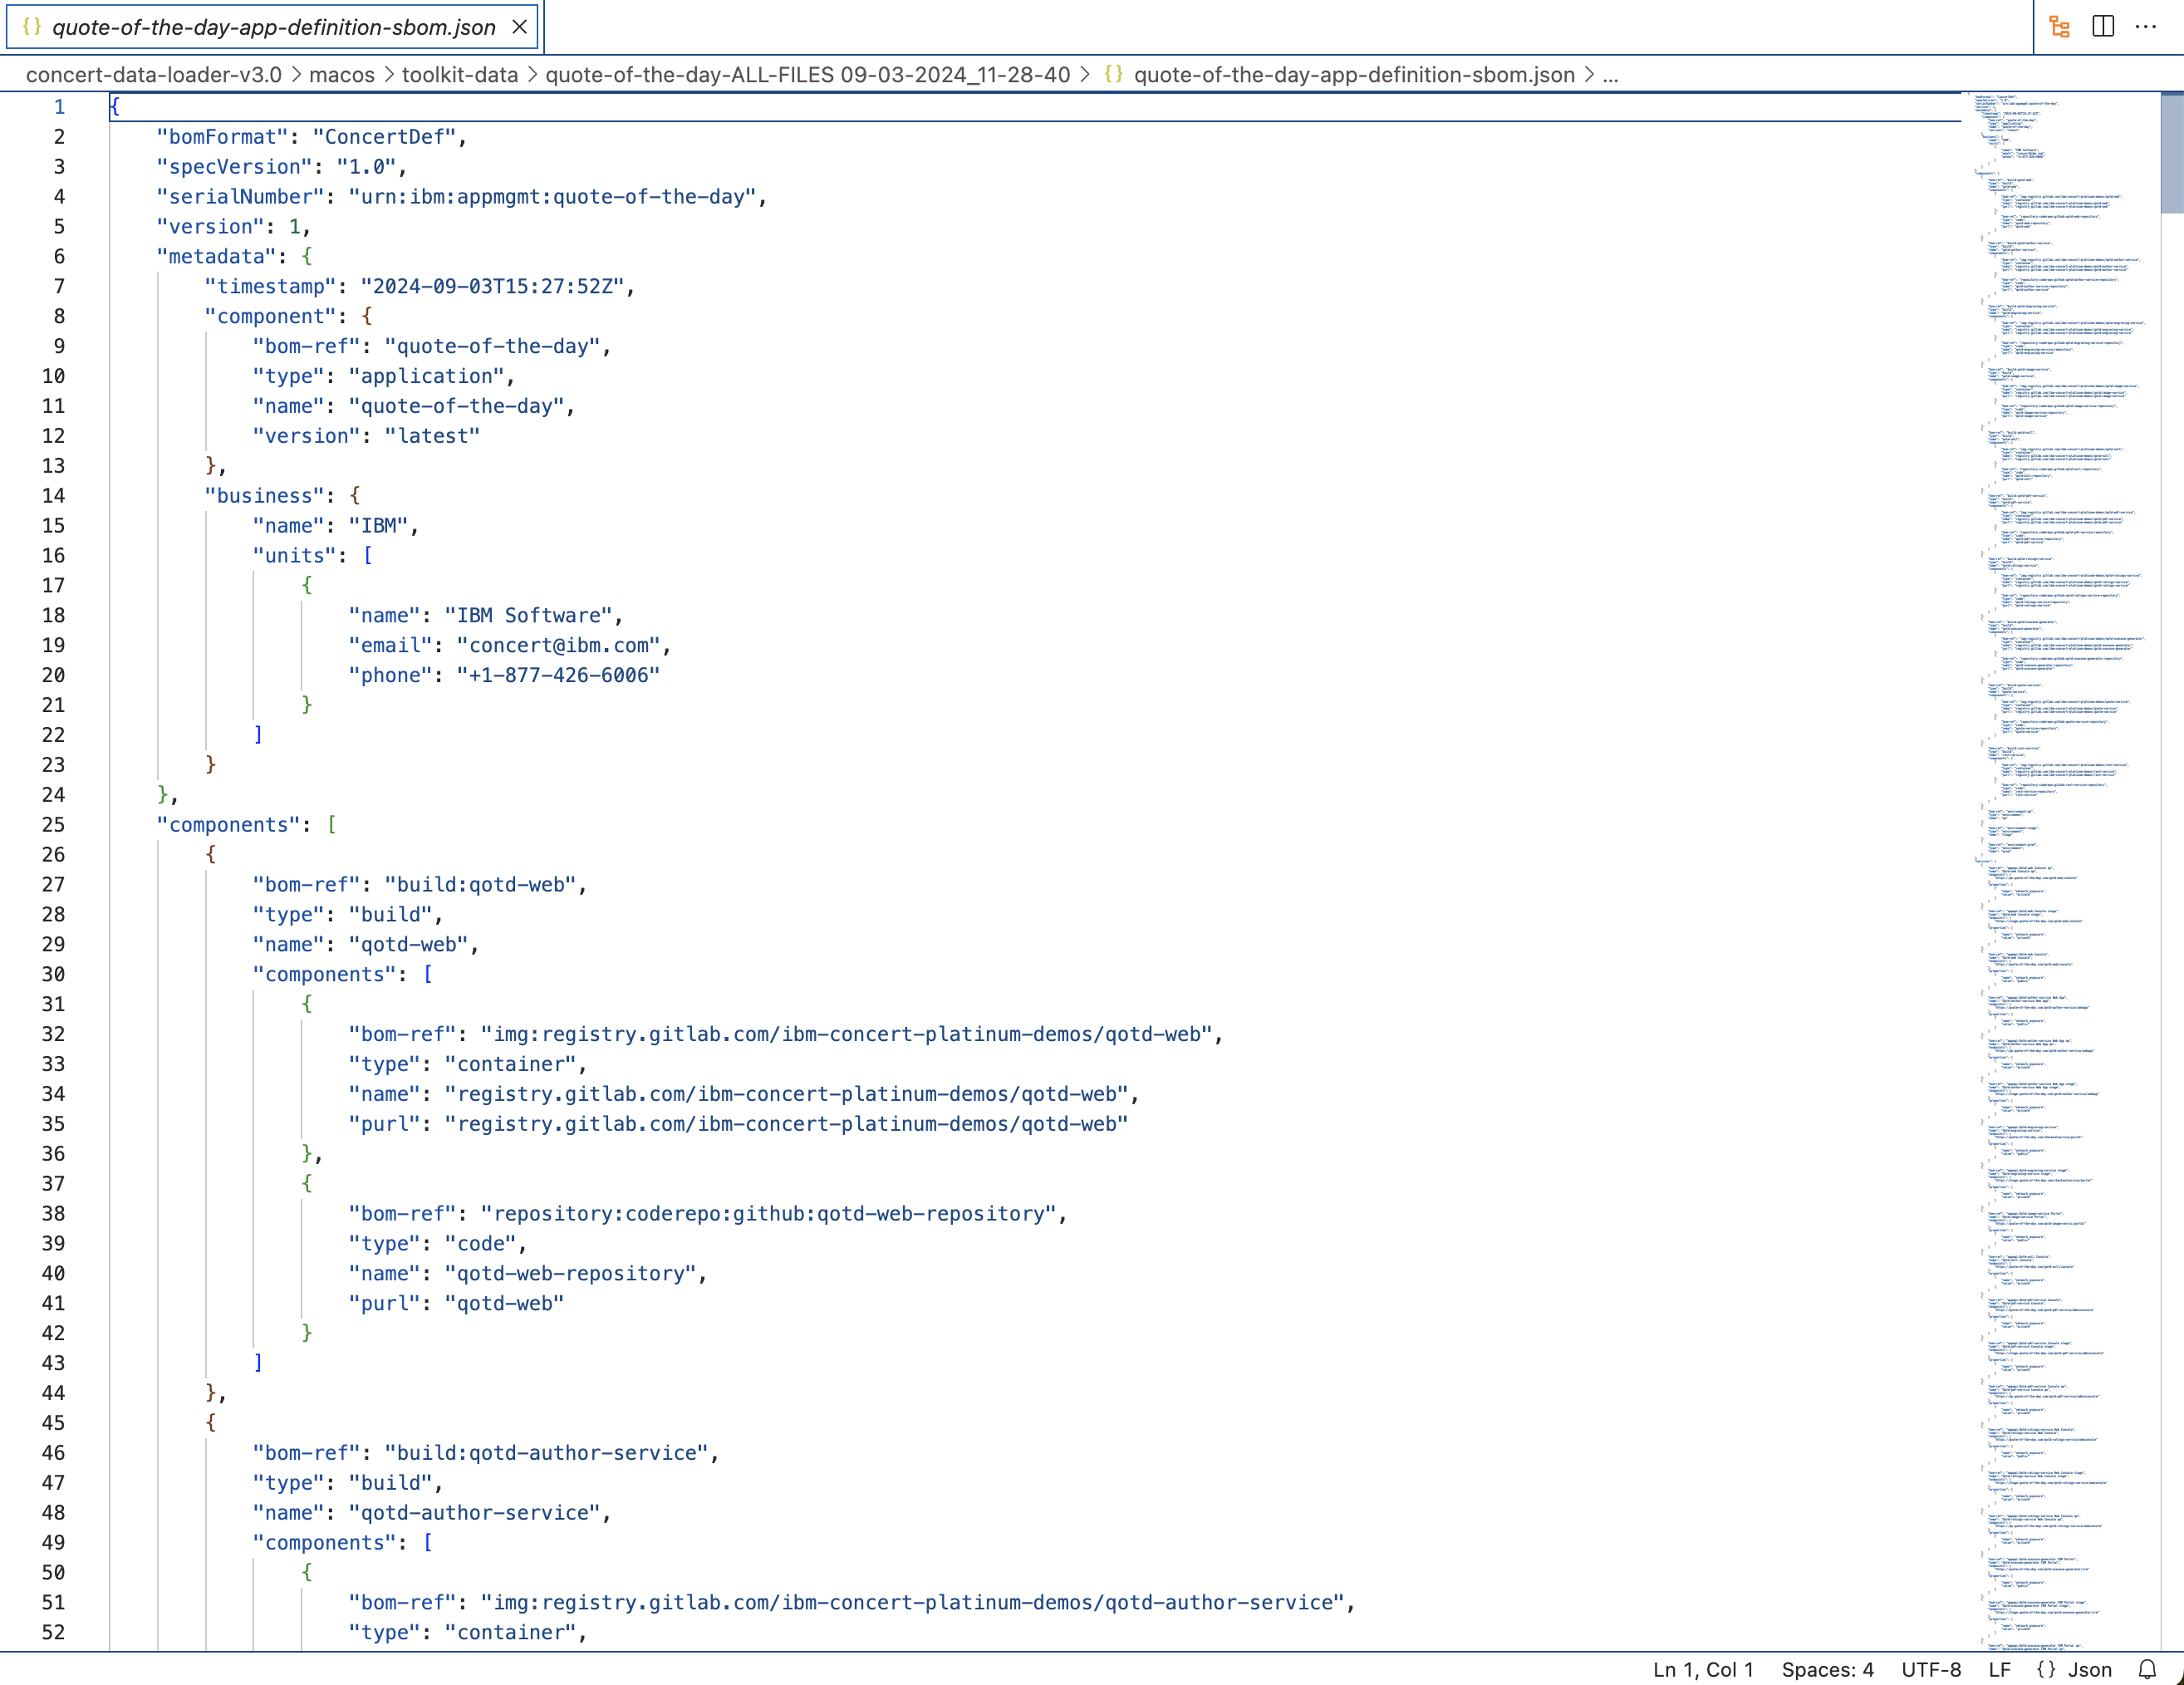 {} quote-of-the-day-app-definition-sbom.json
concert-data-loader-v3.0 > macos > toolkit-data > quote-of-the-day-ALL-FILES 09-03-2024_11-28-40 > {} quote-of-the-day-app-definition-sbom.json > ...
1 {
2 "bomFormat": "ConcertDef",
3 "specVersion": "1.0",
4 "serialNumber": "urn:ibm:appmgmt:quote-of-the-day",
5 "version": 1,
6 "metadata": {
7 "timestamp": "2024-09-03T15:27:52Z",
8 "component": {
9 "bom-ref": "quote-of-the-day",
10 "type": "application",
11 "name": "quote-of-the-day",
12 "version": "latest"
13 },
14 "business": {
15 "name": "IBM",
16 "units": [
17 {
18 "name": "IBM Software",
19 "email": "concert@ibm.com",
20 "phone": "+1-877-426-6006"
21 }
22 ]
23 }
24 },
25 "components": [
26 {
27 "bom-ref": "build:qotd-web",
28 "type": "build",
29 "name": "qotd-web",
30 "components": [
31 {
32 "bom-ref": "img:registry.gitlab.com/ibm-concert-platinum-demos/qotd-web",
33 "type": "container",
34 "name": "registry.gitlab.com/ibm-concert-platinum-demos/qotd-web",
35 "purl": "registry.gitlab.com/ibm-concert-platinum-demos/qotd-web"
36 },
37 {
38 "bom-ref": "repository:coderepo:github:qotd-web-repository",
39 "type": "code",
40 "name": "qotd-web-repository",
41 "purl": "qotd-web"
42 }
43 ]
44 },
45 {
46 "bom-ref": "build:qotd-author-service",
47 "type": "build",
48 "name": "qotd-author-service",
49 "components": [
50 {
51 "bom-ref": "img:registry.gitlab.com/ibm-concert-platinum-demos/qotd-author-service",
52 "type": "container",
Ln 1, Col 1 Spaces: 4 UTF-8 LF {} Json